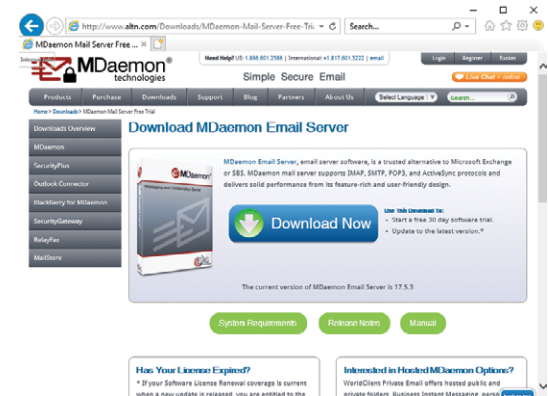 http://www.altn.com/Downloads/MDaemon-Mail-Server-Free-Tri
Search...
MDaemon Mail Server Free ...
MDaemon®
technologies
Need Help? US: 1.866.601.2586 | International: +1.817.601.3222 | email
Login Register Basket
Simple Secure Email
Live Chat - online
Products Purchase Downloads Support Blog Partners About Us Select Language Search...
Home > Downloads > MDaemon Mail Server Free Trial
Downloads Overview
MDaemon
SecurityPlus
Outlook Connector
BlackBerry for MDaemon
SecurityGateway
RelayFax
MailStore
Download MDaemon Email Server
MDaemon
MDaemon Email Server, email server software, is a trusted alternative to Microsoft Exchange
or SBS. MDaemon mail server supports IMAP, SMTP, POP3, and ActiveSync protocols and
delivers solid performance from its feature-rich and user-friendly design.
Download Now
Use This Download To:
• Start a free 30 day software trial.
• Update to the latest version.*
The current version of MDaemon Email Server is 17.5.3
System Requirements Release Notes Manual
Has Your License Expired?
* If your Software License Renewal coverage is current
when a new update is released, you are entitled to the
Interested in Hosted MDaemon Options?
WorldClient Private Email offers hosted public and
private folders, Business Instant Messaging,